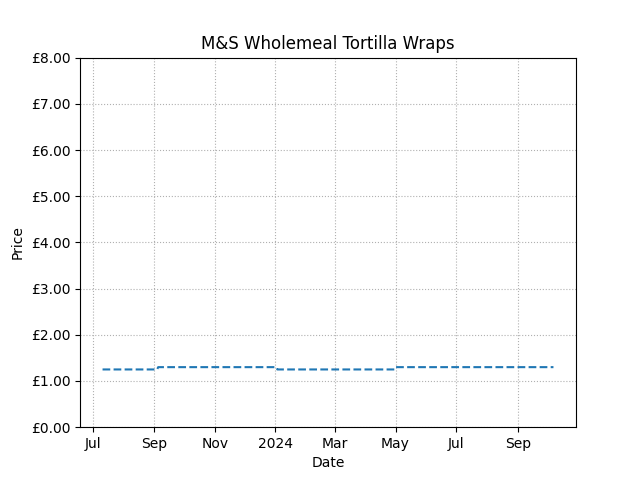 M&S Wholemeal Tortilla Wraps
£8.00
£7.00
£6.00
£5.00
£4.00
£3.00
£2.00
£1.00
£0.00
Price
Jul Sep Nov 2024 Mar May Jul Sep
Date